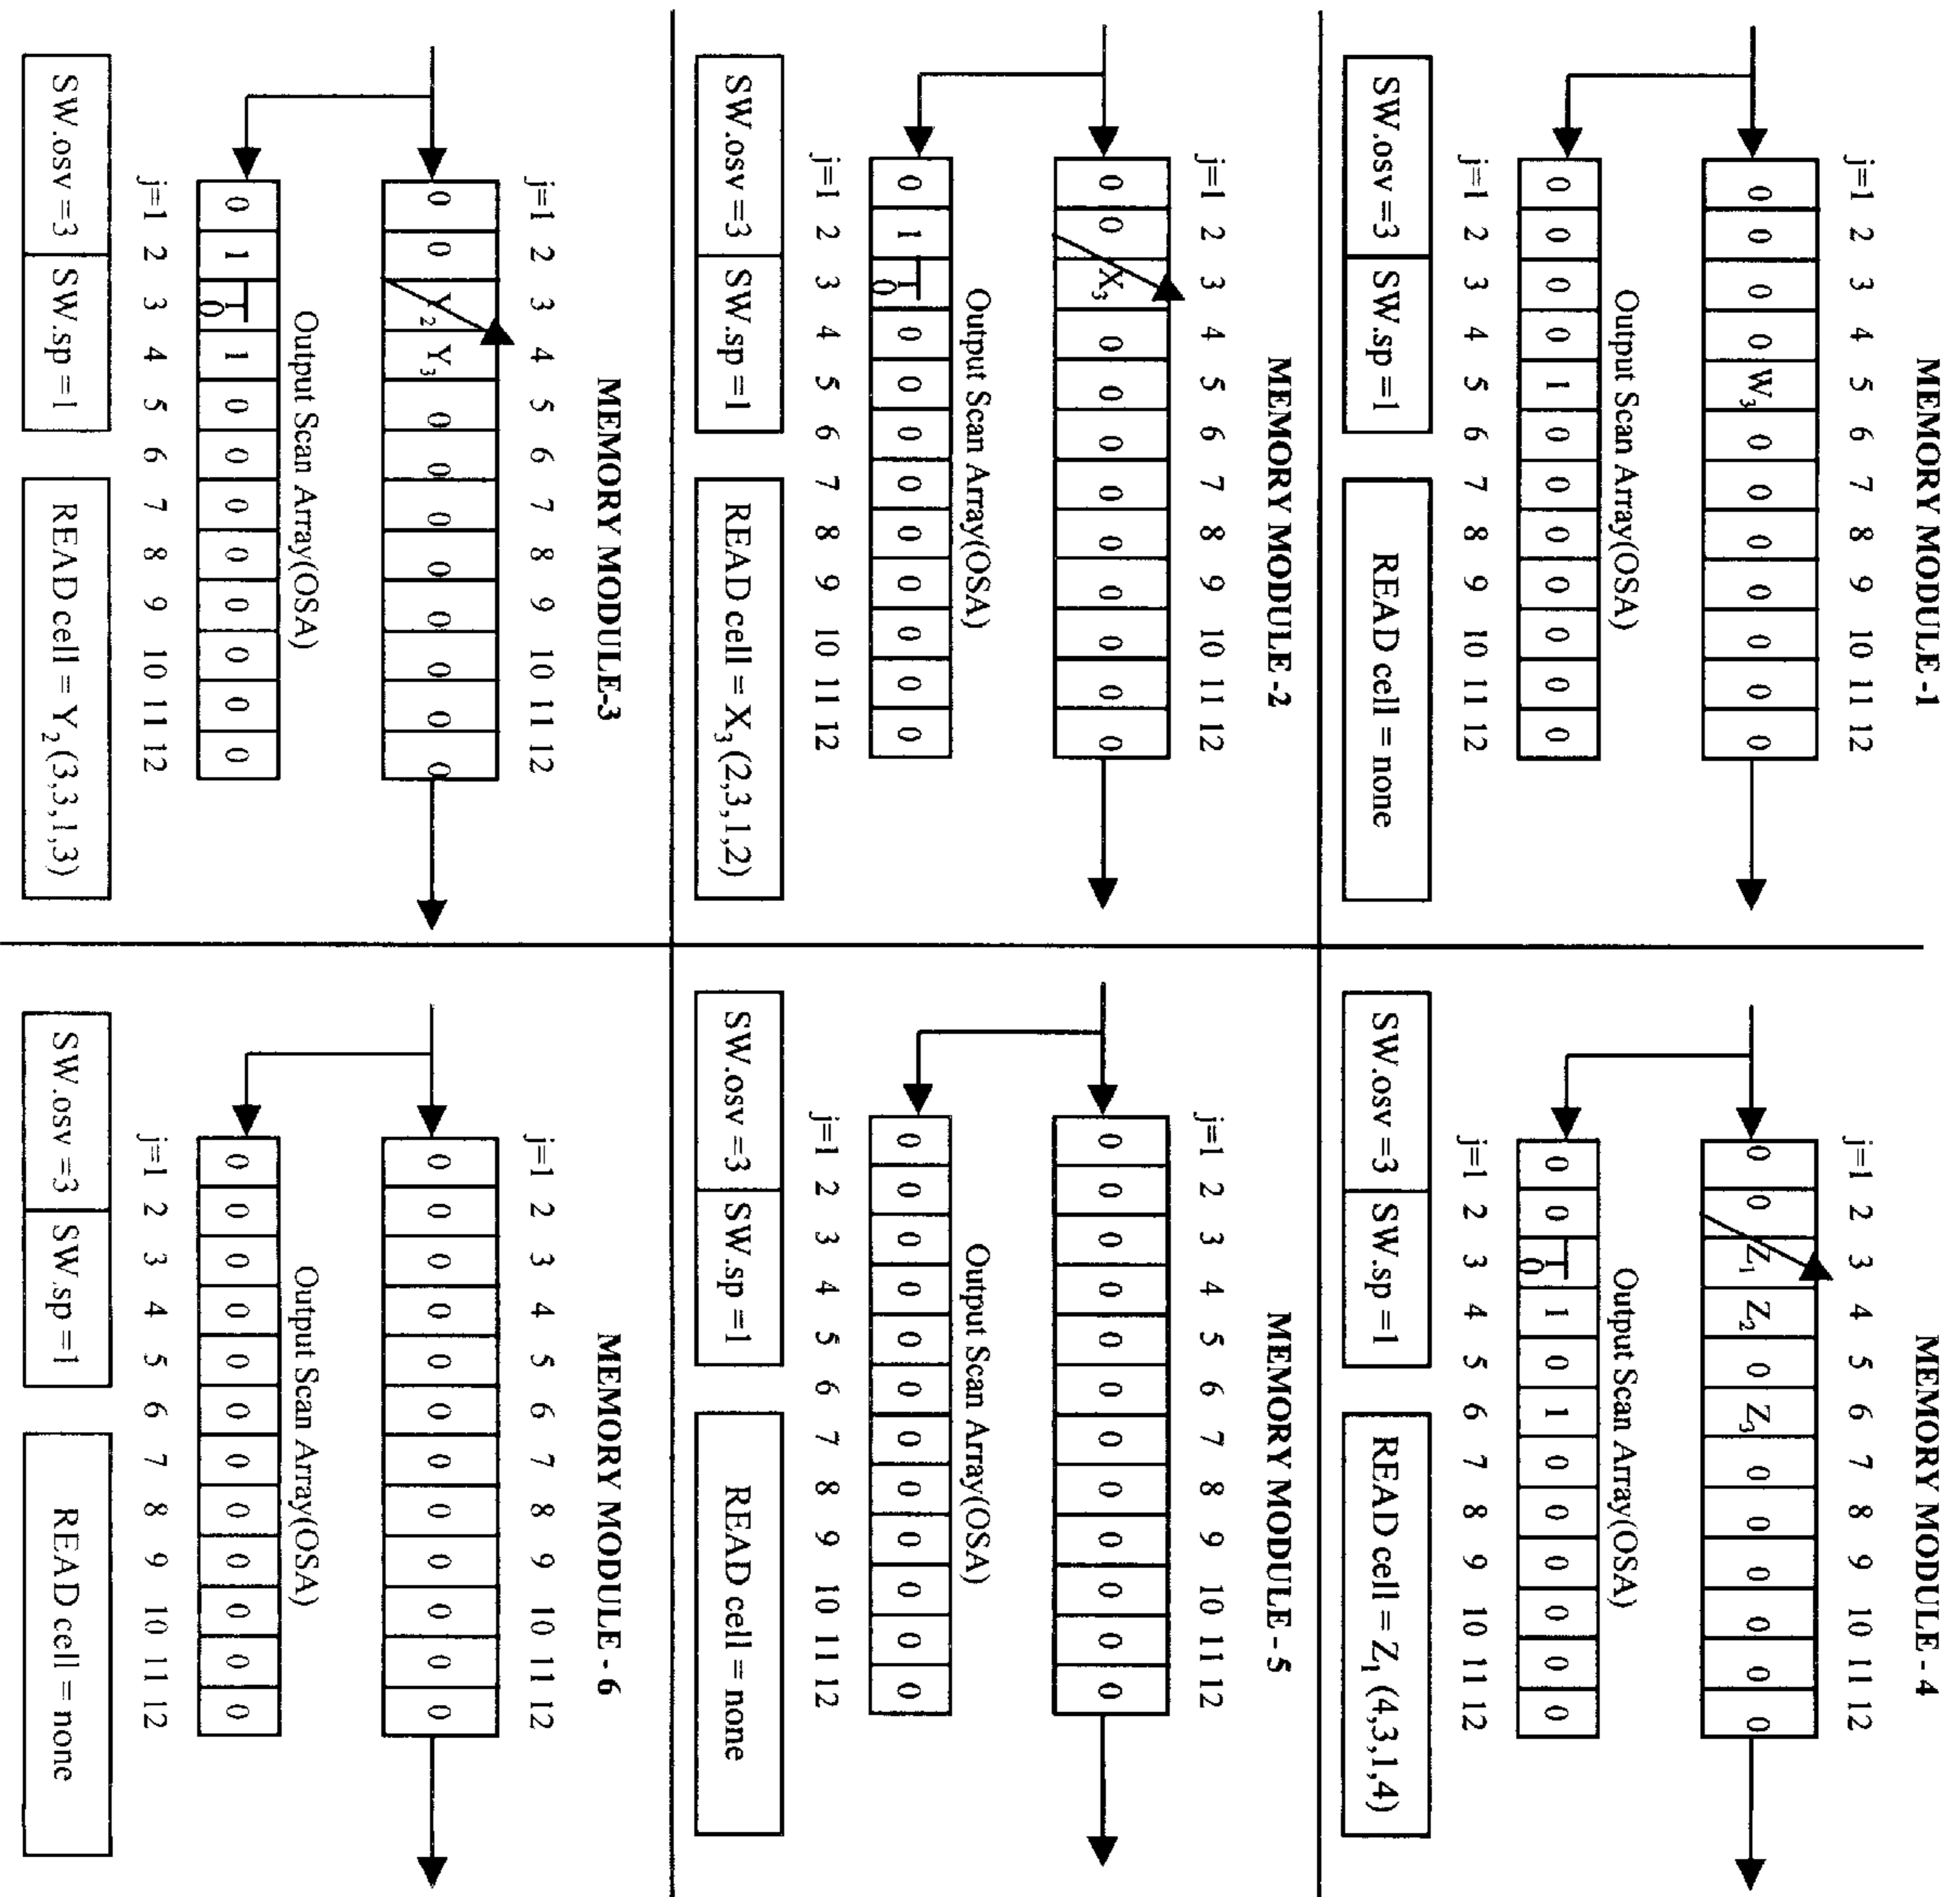 MEMORY MODULE -1
j=1 2 3 4 5 6 7 8 9 10 11 12
0 0 0 0 W₃ 0 0 0 0 0 0 0
Output Scan Array(OSA)
0 0 0 0 1 0 0 0 0 0 0 0
j=1 2 3 4 5 6 7 8 9 10 11 12
SW.osv =3 SW.sp =1 READ cell = none
MEMORY MODULE - 4
j=1 2 3 4 5 6 7 8 9 10 11 12
0 0 Z₁ Z₂ 0 Z₃ 0 0 0 0 0 0
Output Scan Array(OSA)
0 0 1 1 0 1 0 0 0 0 0 0
0
j=1 2 3 4 5 6 7 8 9 10 11 12
SW.osv =3 SW.sp =1 READ cell = Z₁ (4,3,1,4)
MEMORY MODULE -2
j=1 2 3 4 5 6 7 8 9 10 11 12
0 0 X₃ 0 0 0 0 0 0 0 0 0
Output Scan Array(OSA)
0 1 1 0 0 0 0 0 0 0 0 0
0
j=1 2 3 4 5 6 7 8 9 10 11 12
SW.osv =3 SW.sp =1 READ cell = X₃ (2,3,1,2)
MEMORY MODULE - 5
j=1 2 3 4 5 6 7 8 9 10 11 12
0 0 0 0 0 0 0 0 0 0 0 0
Output Scan Array(OSA)
0 0 0 0 0 0 0 0 0 0 0 0
j=1 2 3 4 5 6 7 8 9 10 11 12
SW.osv =3 SW.sp =1 READ cell = none
MEMORY MODULE-3
j=1 2 3 4 5 6 7 8 9 10 11 12
0 0 Y₂ Y₃ 0 0 0 0 0 0 0 0
Output Scan Array(OSA)
0 1 1 1 0 0 0 0 0 0 0 0
0
j=1 2 3 4 5 6 7 8 9 10 11 12
SW.osv =3 SW.sp =1 READ cell = Y₂ (3,3,1,3)
MEMORY MODULE - 6
j=1 2 3 4 5 6 7 8 9 10 11 12
0 0 0 0 0 0 0 0 0 0 0 0
Output Scan Array(OSA)
0 0 0 0 0 0 0 0 0 0 0 0
j=1 2 3 4 5 6 7 8 9 10 11 12
SW.osv =3 SW.sp =1 READ cell = none